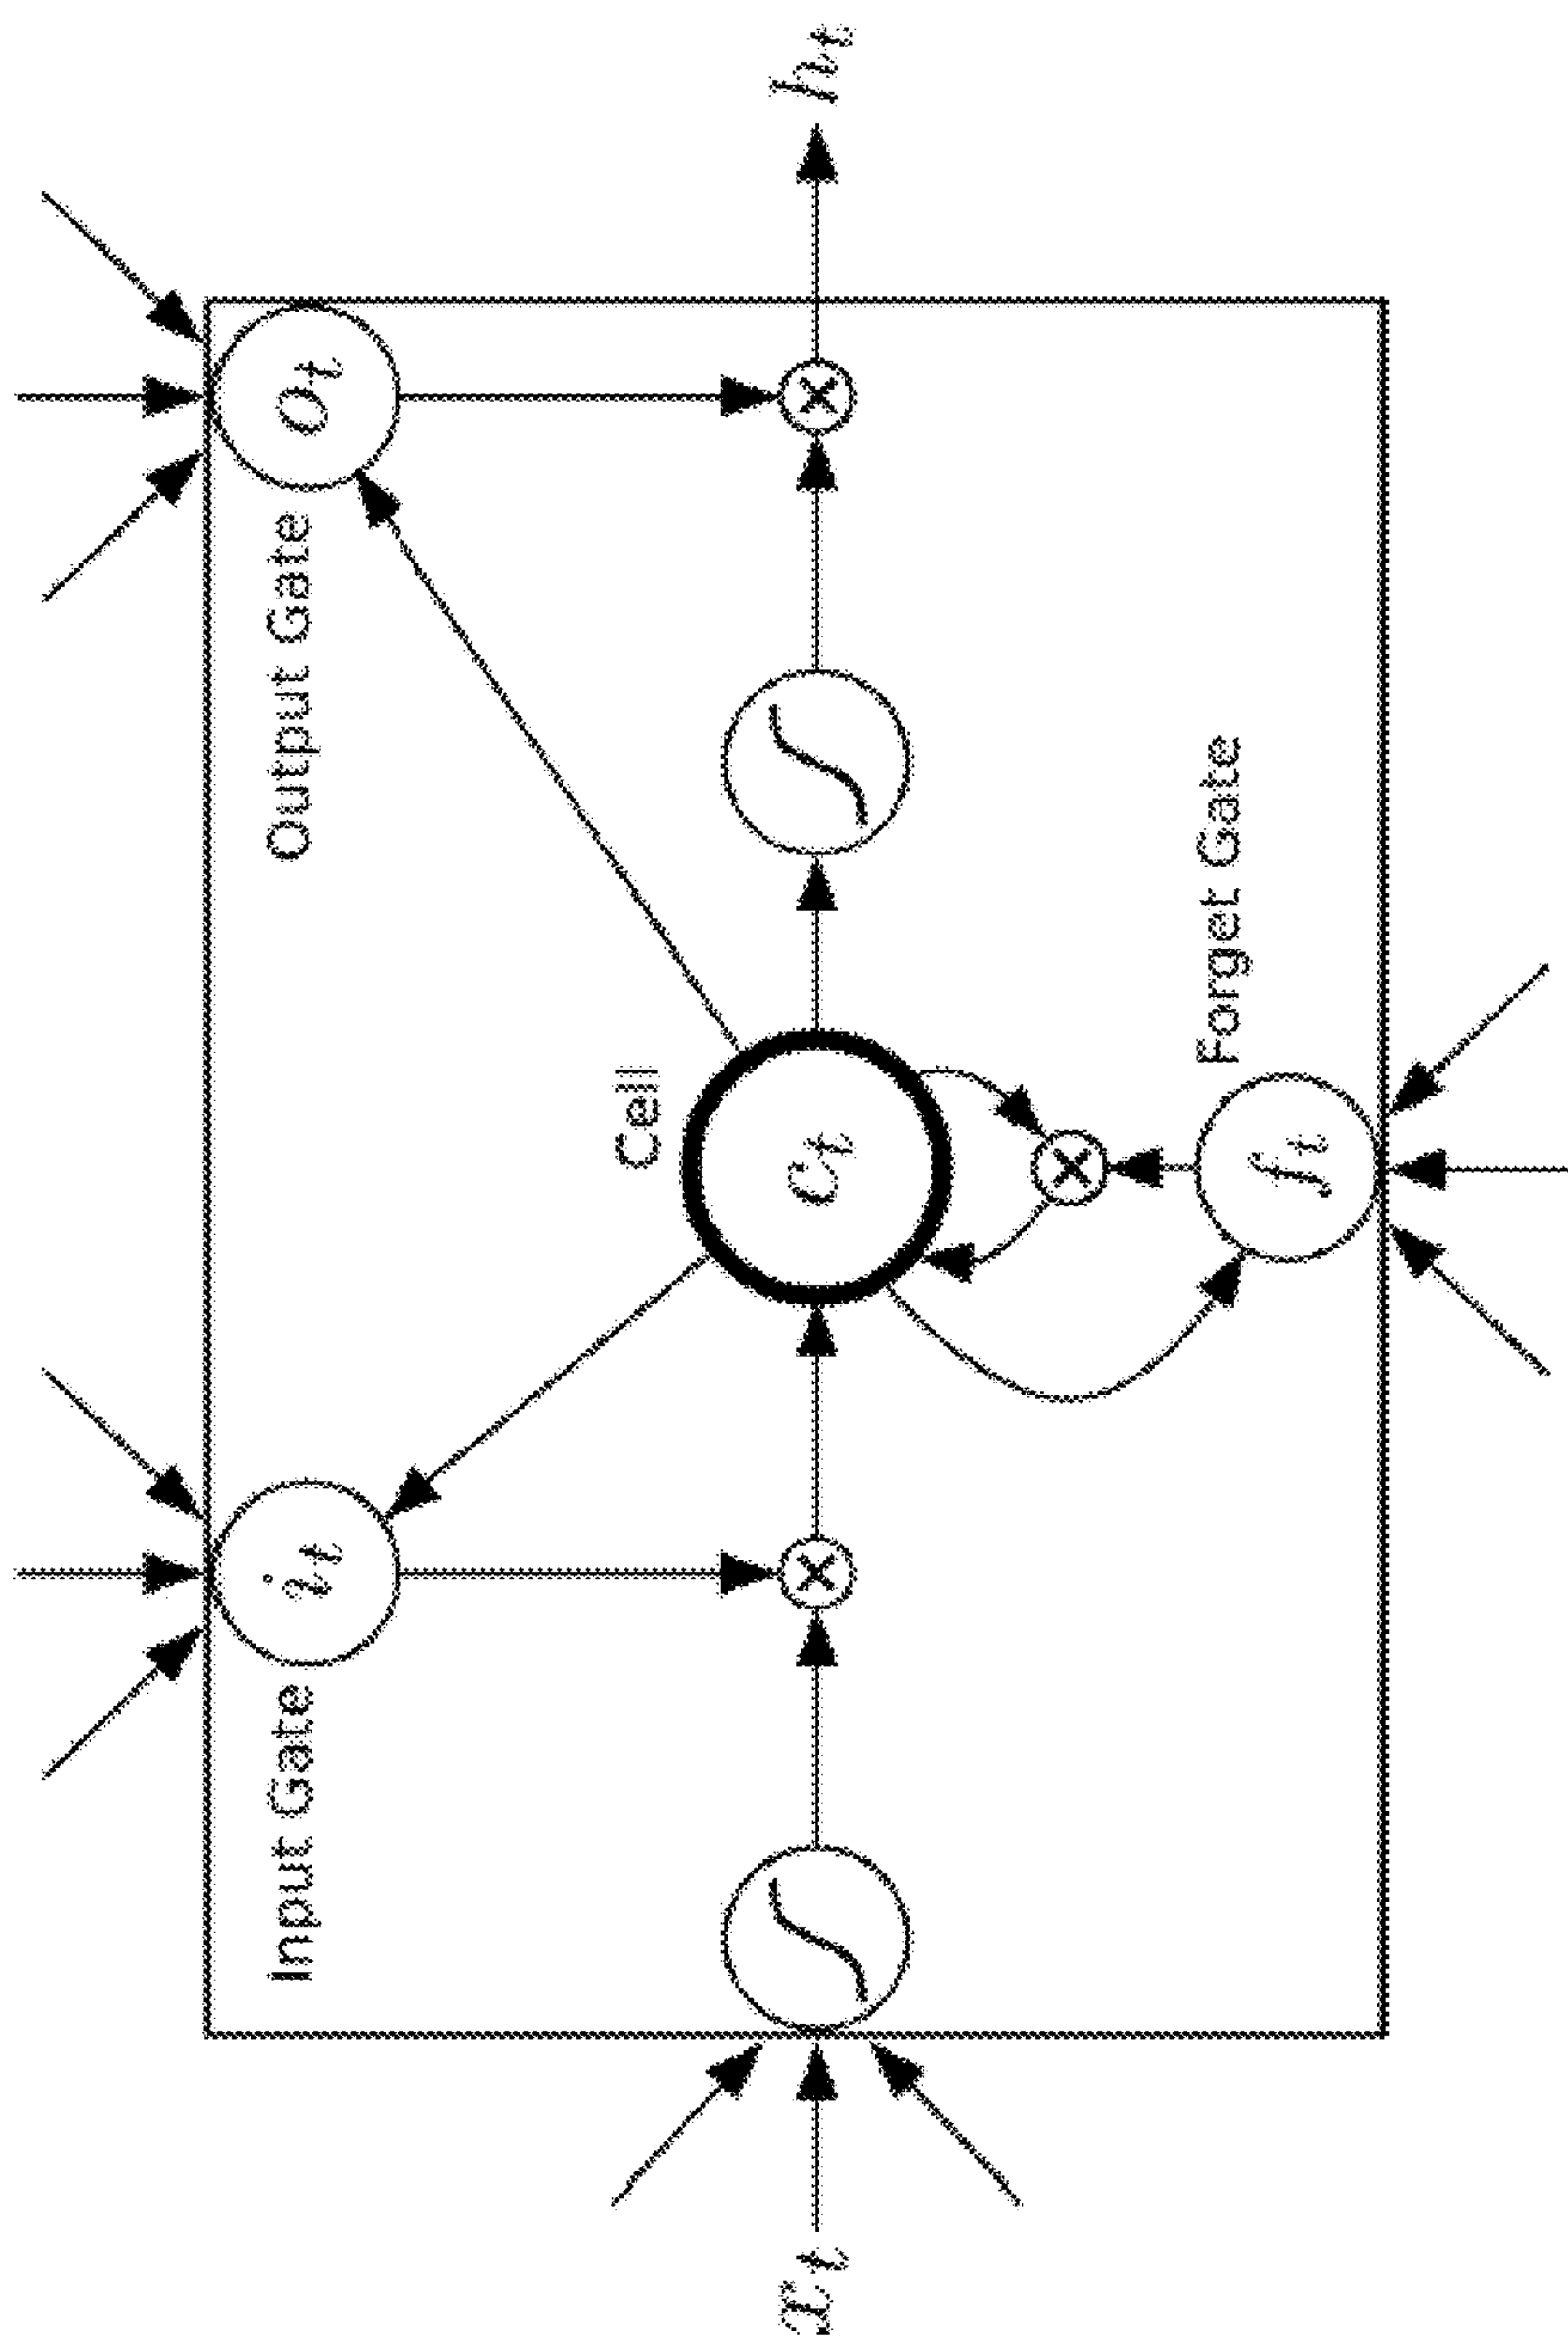 Input Gate
Output Gate
i_t
o_t
Cell
x_t
c_t
h_t
f_t
Forget Gate